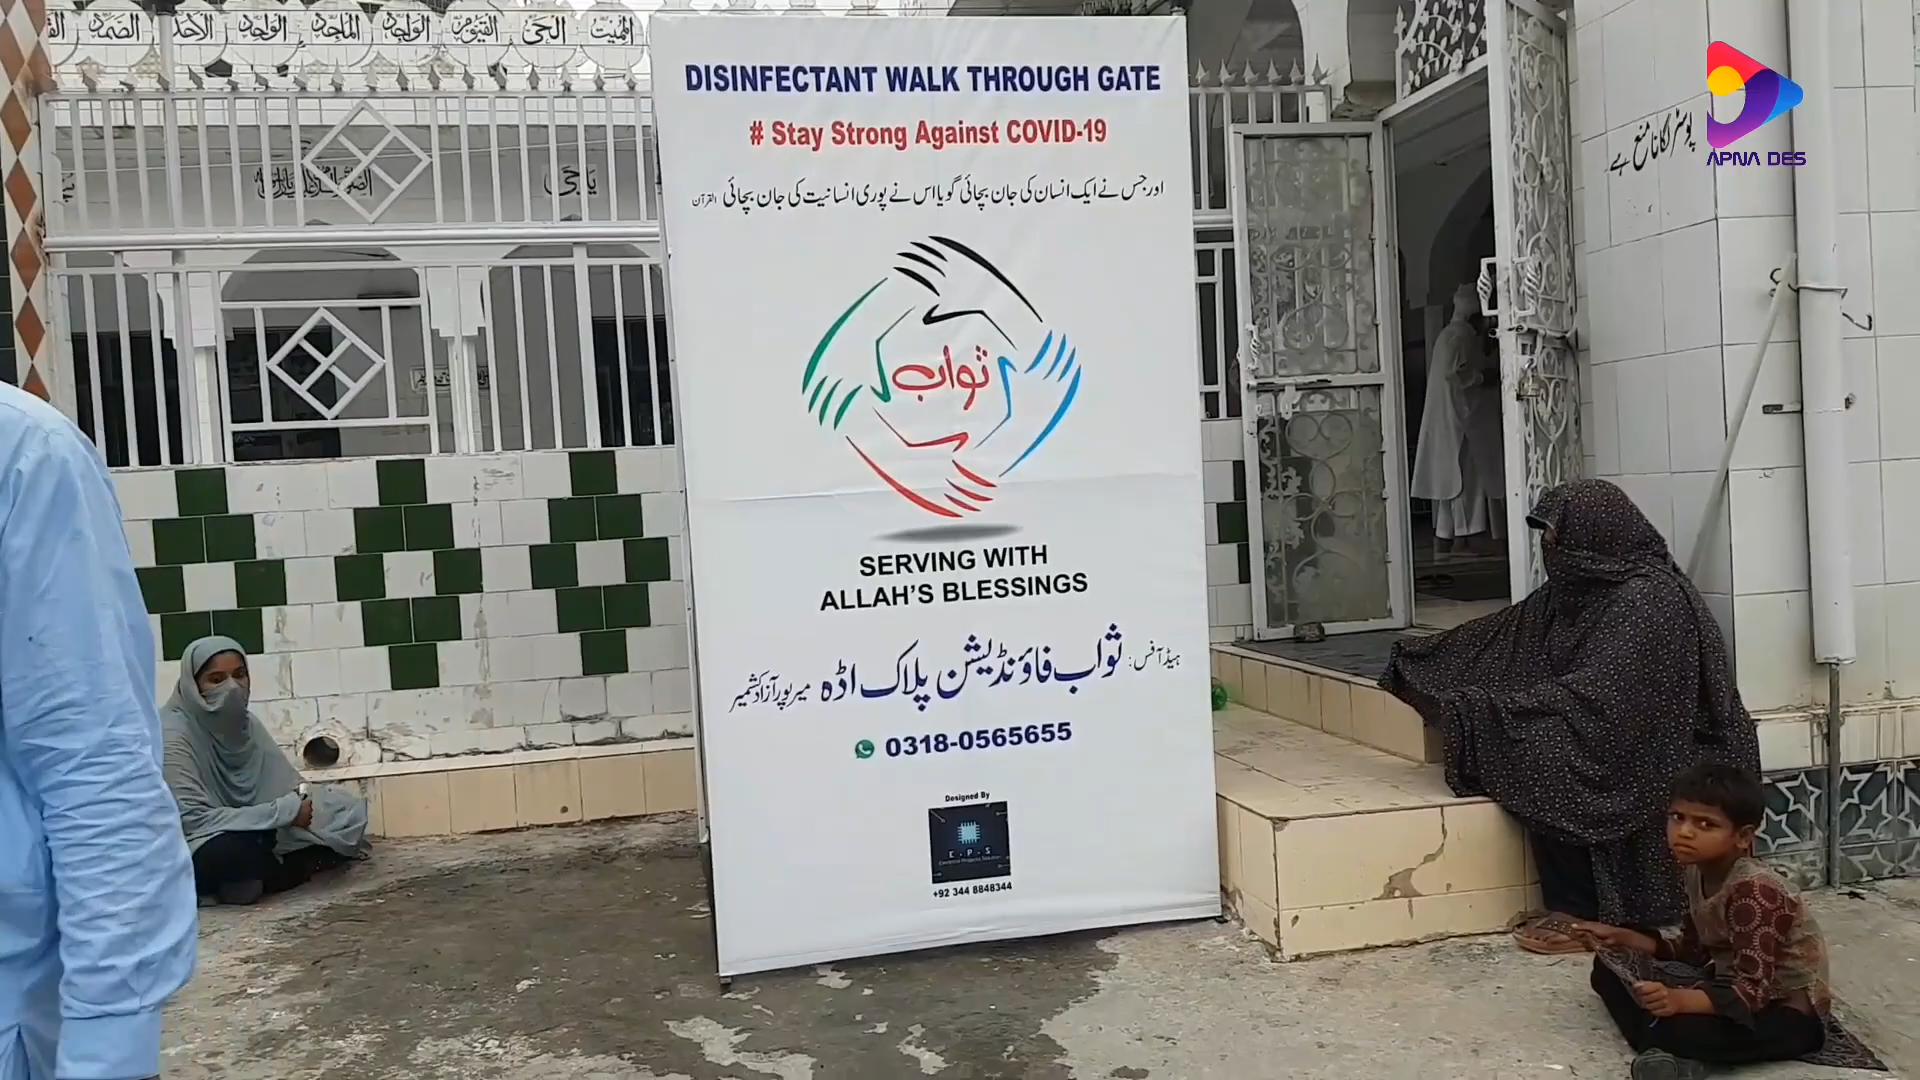 الصمد
الاحد
الواحد
الماجد
الواجد
القيوم
الحي
المميت
DISINFECTANT WALK THROUGH GATE
# Stay Strong Against COVID-19
اور جس نے ایک انسان کی جان بچائی گویا اس نے پوری انسانیت کی جان بچائی القرآن
ثواب
SERVING WITH
ALLAH'S BLESSINGS
ہیڈ آفس: ثواب فاؤنڈیشن پلاک اڈہ میرپور آزاد کشمیر
0318-0565655
Designed By
E.P.S
+92 344 8848344
پوسٹر لگانا منع ہے
APNA DES